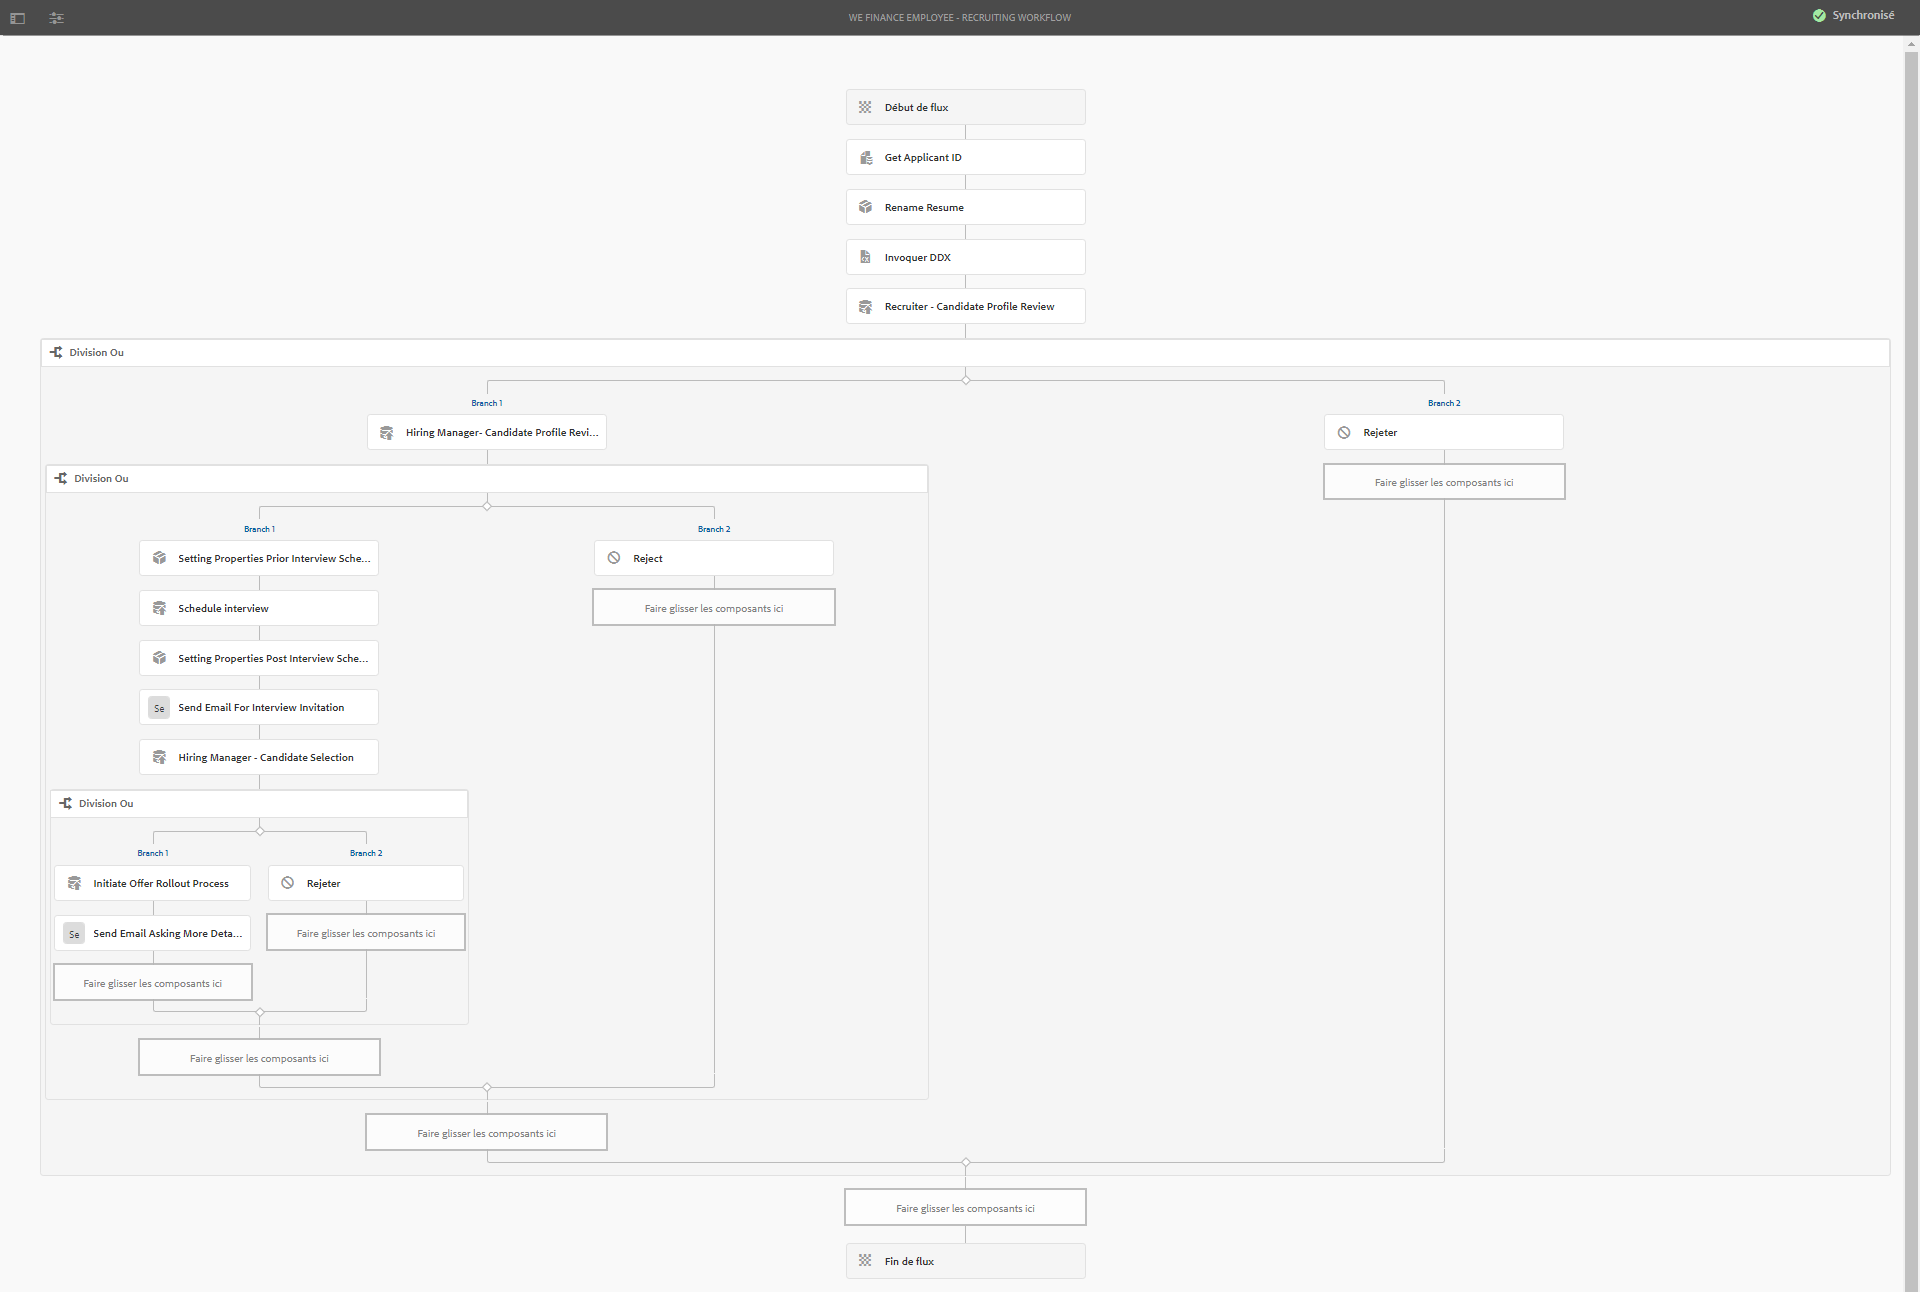 WE FINANCE EMPLOYEE - RECRUITING WORKFLOW
Synchronisé
Début de flux
Get Applicant ID
Rename Resume
Invoquer DDX
Recruiter - Candidate Profile Review
Division Ou
Branch 1
Branch 2
Hiring Manager- Candidate Profile Revi...
Rejeter
Division Ou
Faire glisser les composants ici
Branch 1
Branch 2
Setting Properties Prior Interview Sche...
Reject
Schedule interview
Faire glisser les composants ici
Setting Properties Post Interview Sche...
Se
Send Email For Interview Invitation
Hiring Manager - Candidate Selection
Division Ou
Branch 1
Branch 2
Initiate Offer Rollout Process
Rejeter
Se
Send Email Asking More Deta...
Faire glisser les composants ici
Faire glisser les composants ici
Faire glisser les composants ici
Faire glisser les composants ici
Faire glisser les composants ici
Fin de flux